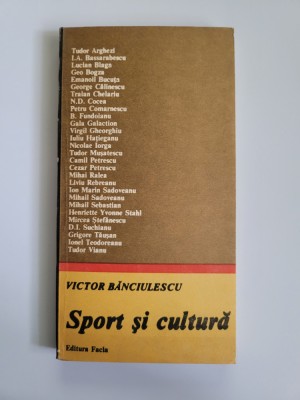 Tudor Arghezi
I.A. Bassarabescu
Lucian Blaga
Geo Bogza
Emanoil Bucuța
George Călinescu
Traian Chelariu
N.D. Cocea
Petru Comarnescu
B. Fundoianu
Gala Galaction
Virgil Gheorghiu
Iuliu Hațieganu
Nicolae Iorga
Tudor Mușatescu
Camil Petrescu
Cezar Petrescu
Mihai Ralea
Liviu Rebreanu
Ion Marin Sadoveanu
Mihail Sadoveanu
Mihail Sebastian
Henriette Yvonne Stahl
Mircea Ștefănescu
D.I. Suchianu
Grigore Tăușan
Ionel Teodoreanu
Tudor Vianu
VICTOR BĂNCIULESCU
Sport și cultură
Editura Facla